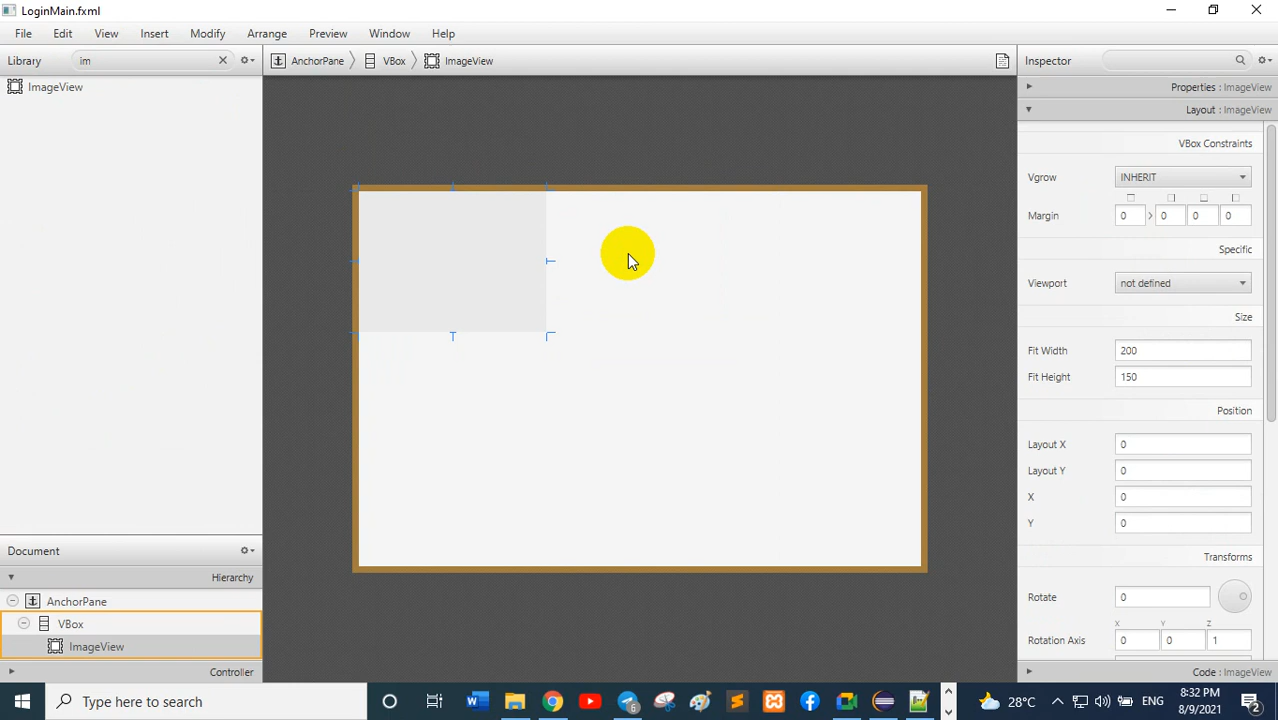 LoginMain.fxml
File Edit View Insert Arrange Modify Preview Window Help
Library im
AnchorPane VBox ImageView
Inspector
ImageView
Properties : ImageView
Layout : ImageView
VBox Constraints
Vgrow INHERIT
Margin 0 0 0 0
Specific
Viewport not defined
Size
Fit Width 200
Fit Height 150
Position
Layout X 0
Layout Y 0
X 0
Y 0
Transforms
Rotate 0
X Y Z
Rotation Axis 0 0 1
Code : ImageView
Document
Hierarchy
AnchorPane
VBox
ImageView
Controller
Type here to search
6
28°C
ENG
8:32 PM
8/9/2021
2